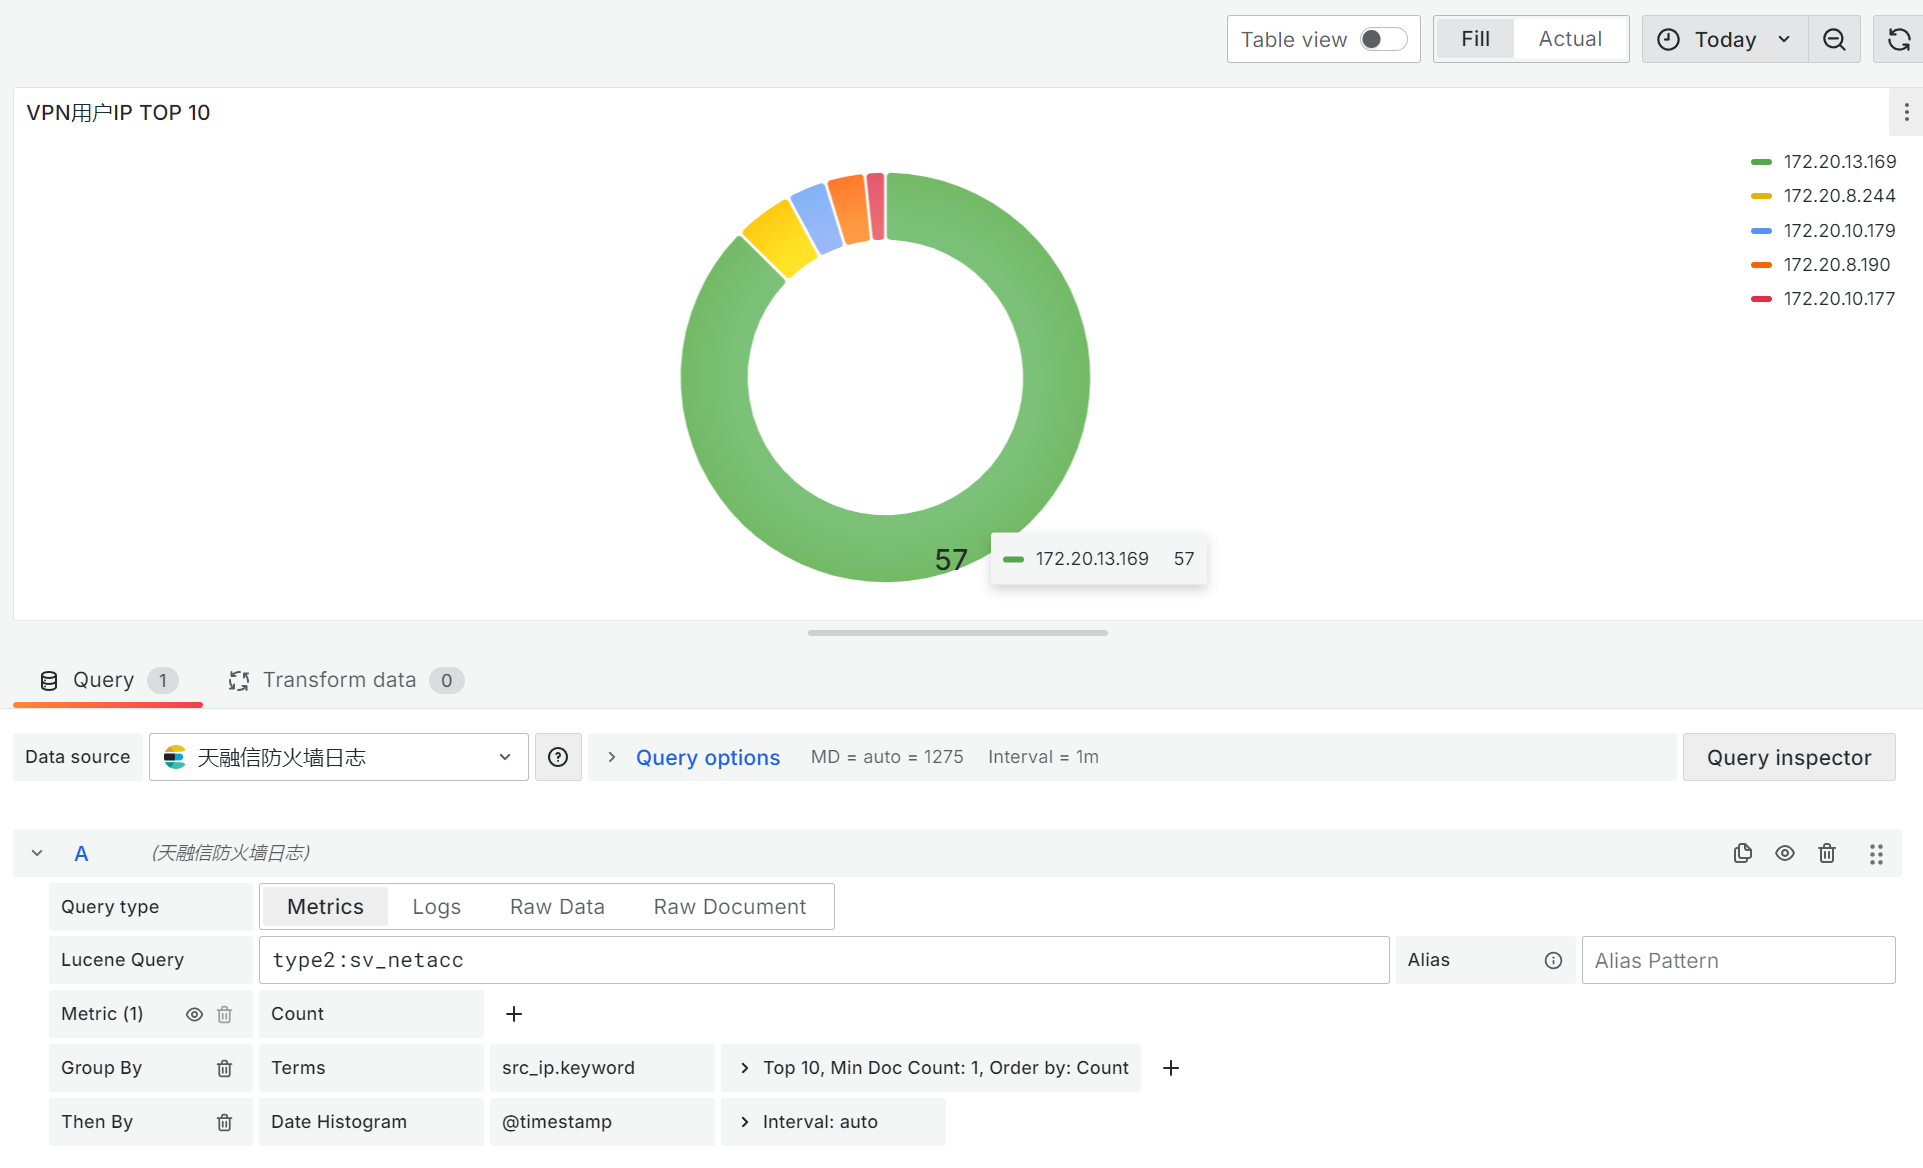 Table view
Fill
Actual
Today
VPN用户IP TOP 10
172.20.13.169
172.20.8.244
172.20.10.179
172.20.8.190
172.20.10.177
57
172.20.13.169 57
Query 1
Transform data 0
Data source
天融信防火墙日志
Query options
MD = auto = 1275
Interval = 1m
Query inspector
A
(天融信防火墙日志)
Query type
Metrics
Logs
Raw Data
Raw Document
Lucene Query
type2:sv_netacc
Alias
Alias Pattern
Metric (1)
Count
Group By
Terms
src_ip.keyword
Top 10, Min Doc Count: 1, Order by: Count
Then By
Date Histogram
@timestamp
Interval: auto